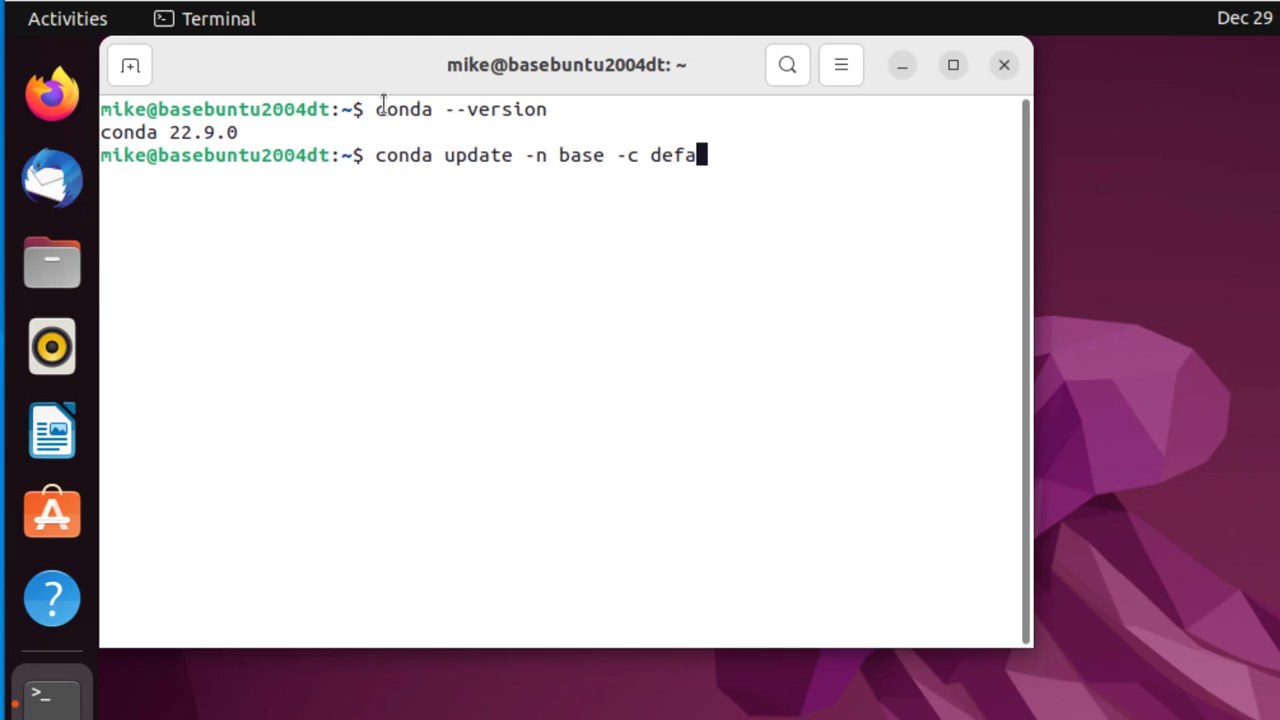 Activities
Terminal
Dec 29
mike@basebuntu2004dt: ~
mike@basebuntu2004dt:~$ conda --version
conda 22.9.0
mike@basebuntu2004dt:~$ conda update -n base -c defa
?
>_